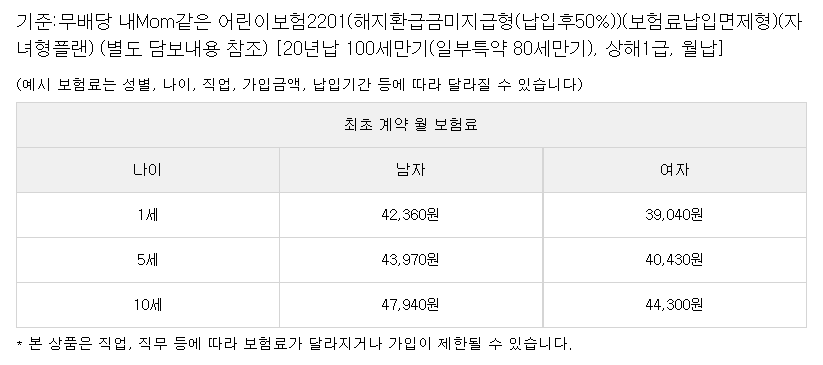 기준:무배당 내Mom같은 어린이보험2201(해지환급금미지급형(납입후50%))(보험료납입면제형)(자
녀형플랜) (별도 담보내용 참조) [20년납 100세만기(일부특약 80세만기), 상해1급, 월납]
(예시 보험료는 성별, 나이, 직업, 가입금액, 납입기간 등에 따라 달라질 수 있습니다)
최초 계약 월 보험료
나이 남자 여자
1세 42,360원 39,040원
5세 43,970원 40,430원
10세 47,940원 44,300원
* 본 상품은 직업, 직무 등에 따라 보험료가 달라지거나 가입이 제한될 수 있습니다.